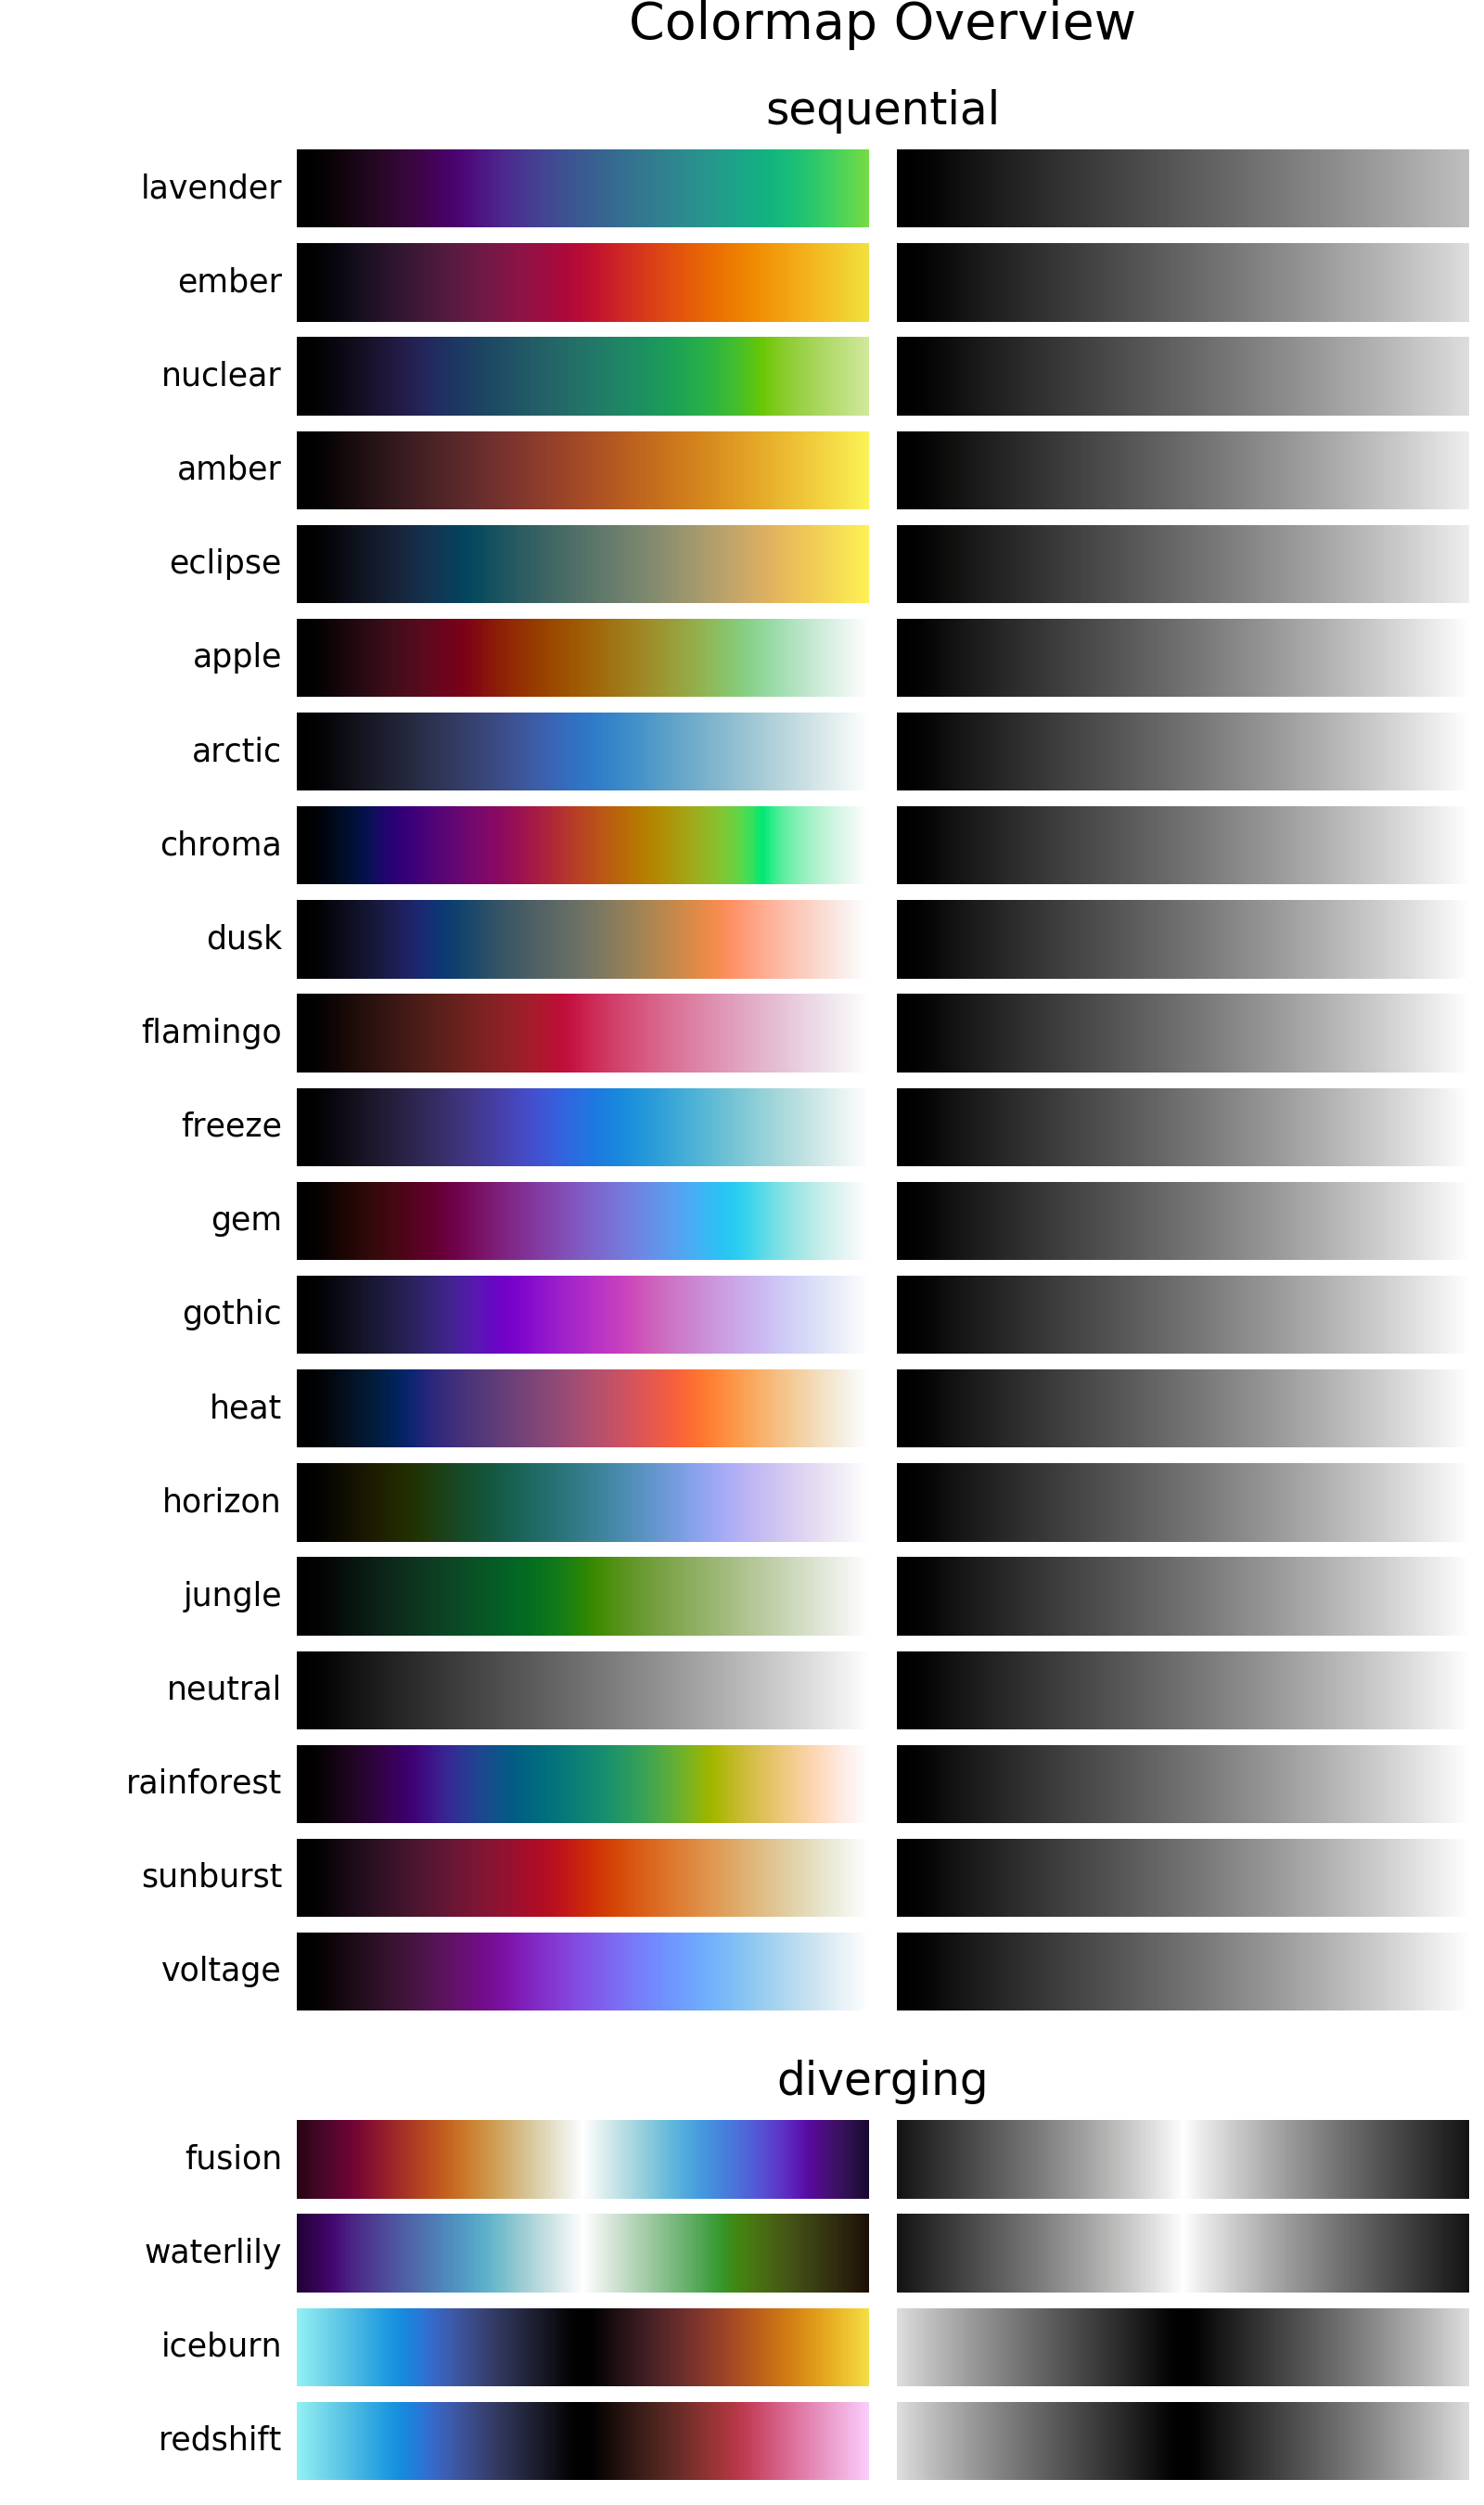 Colormap Overview
sequential
lavender
ember
nuclear
amber
eclipse
apple
arctic
chroma
dusk
flamingo
freeze
gem
gothic
heat
horizon
jungle
neutral
rainforest
sunburst
voltage
diverging
fusion
waterlily
iceburn
redshift